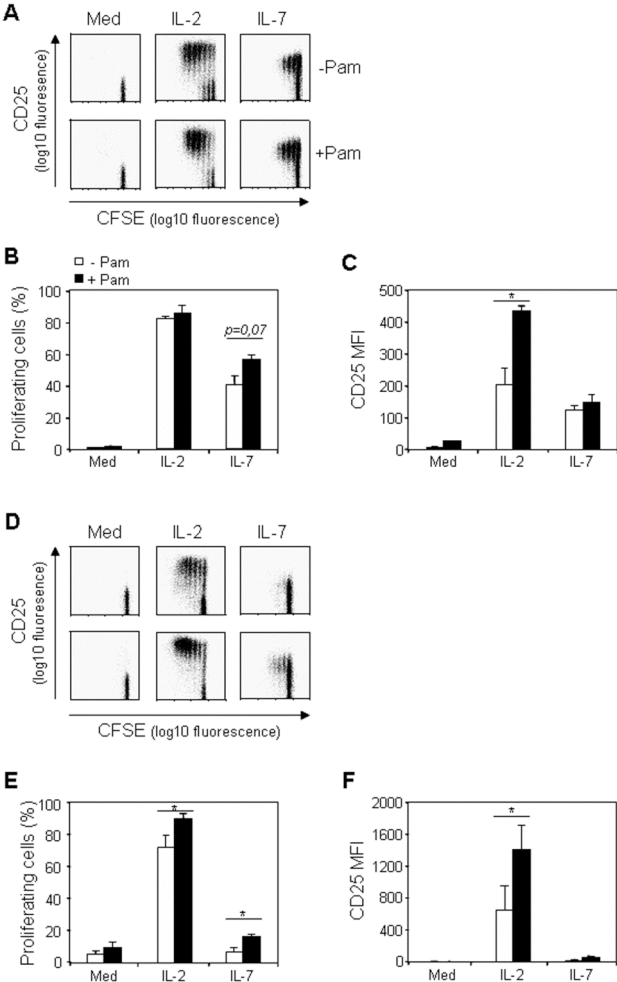 A
Med IL-2 IL-7
CD25
(log10 fluoresence)
-Pam
+Pam
CFSE (log10 fluorescence)
B
- Pam
+ Pam
Proliferating cells (%)
100
80
60
40
20
0
p=0,07
Med IL-2 IL-7
C
CD25 MFI
500
400
300
200
100
0
*
Med IL-2 IL-7
D
Med IL-2 IL-7
CD25
(log10 fluoresence)
CFSE (log10 fluorescence)
E
Proliferating cells (%)
100
80
60
40
20
0
*
*
Med IL-2 IL-7
F
CD25 MFI
2000
1600
1200
800
400
0
*
Med IL-2 IL-7